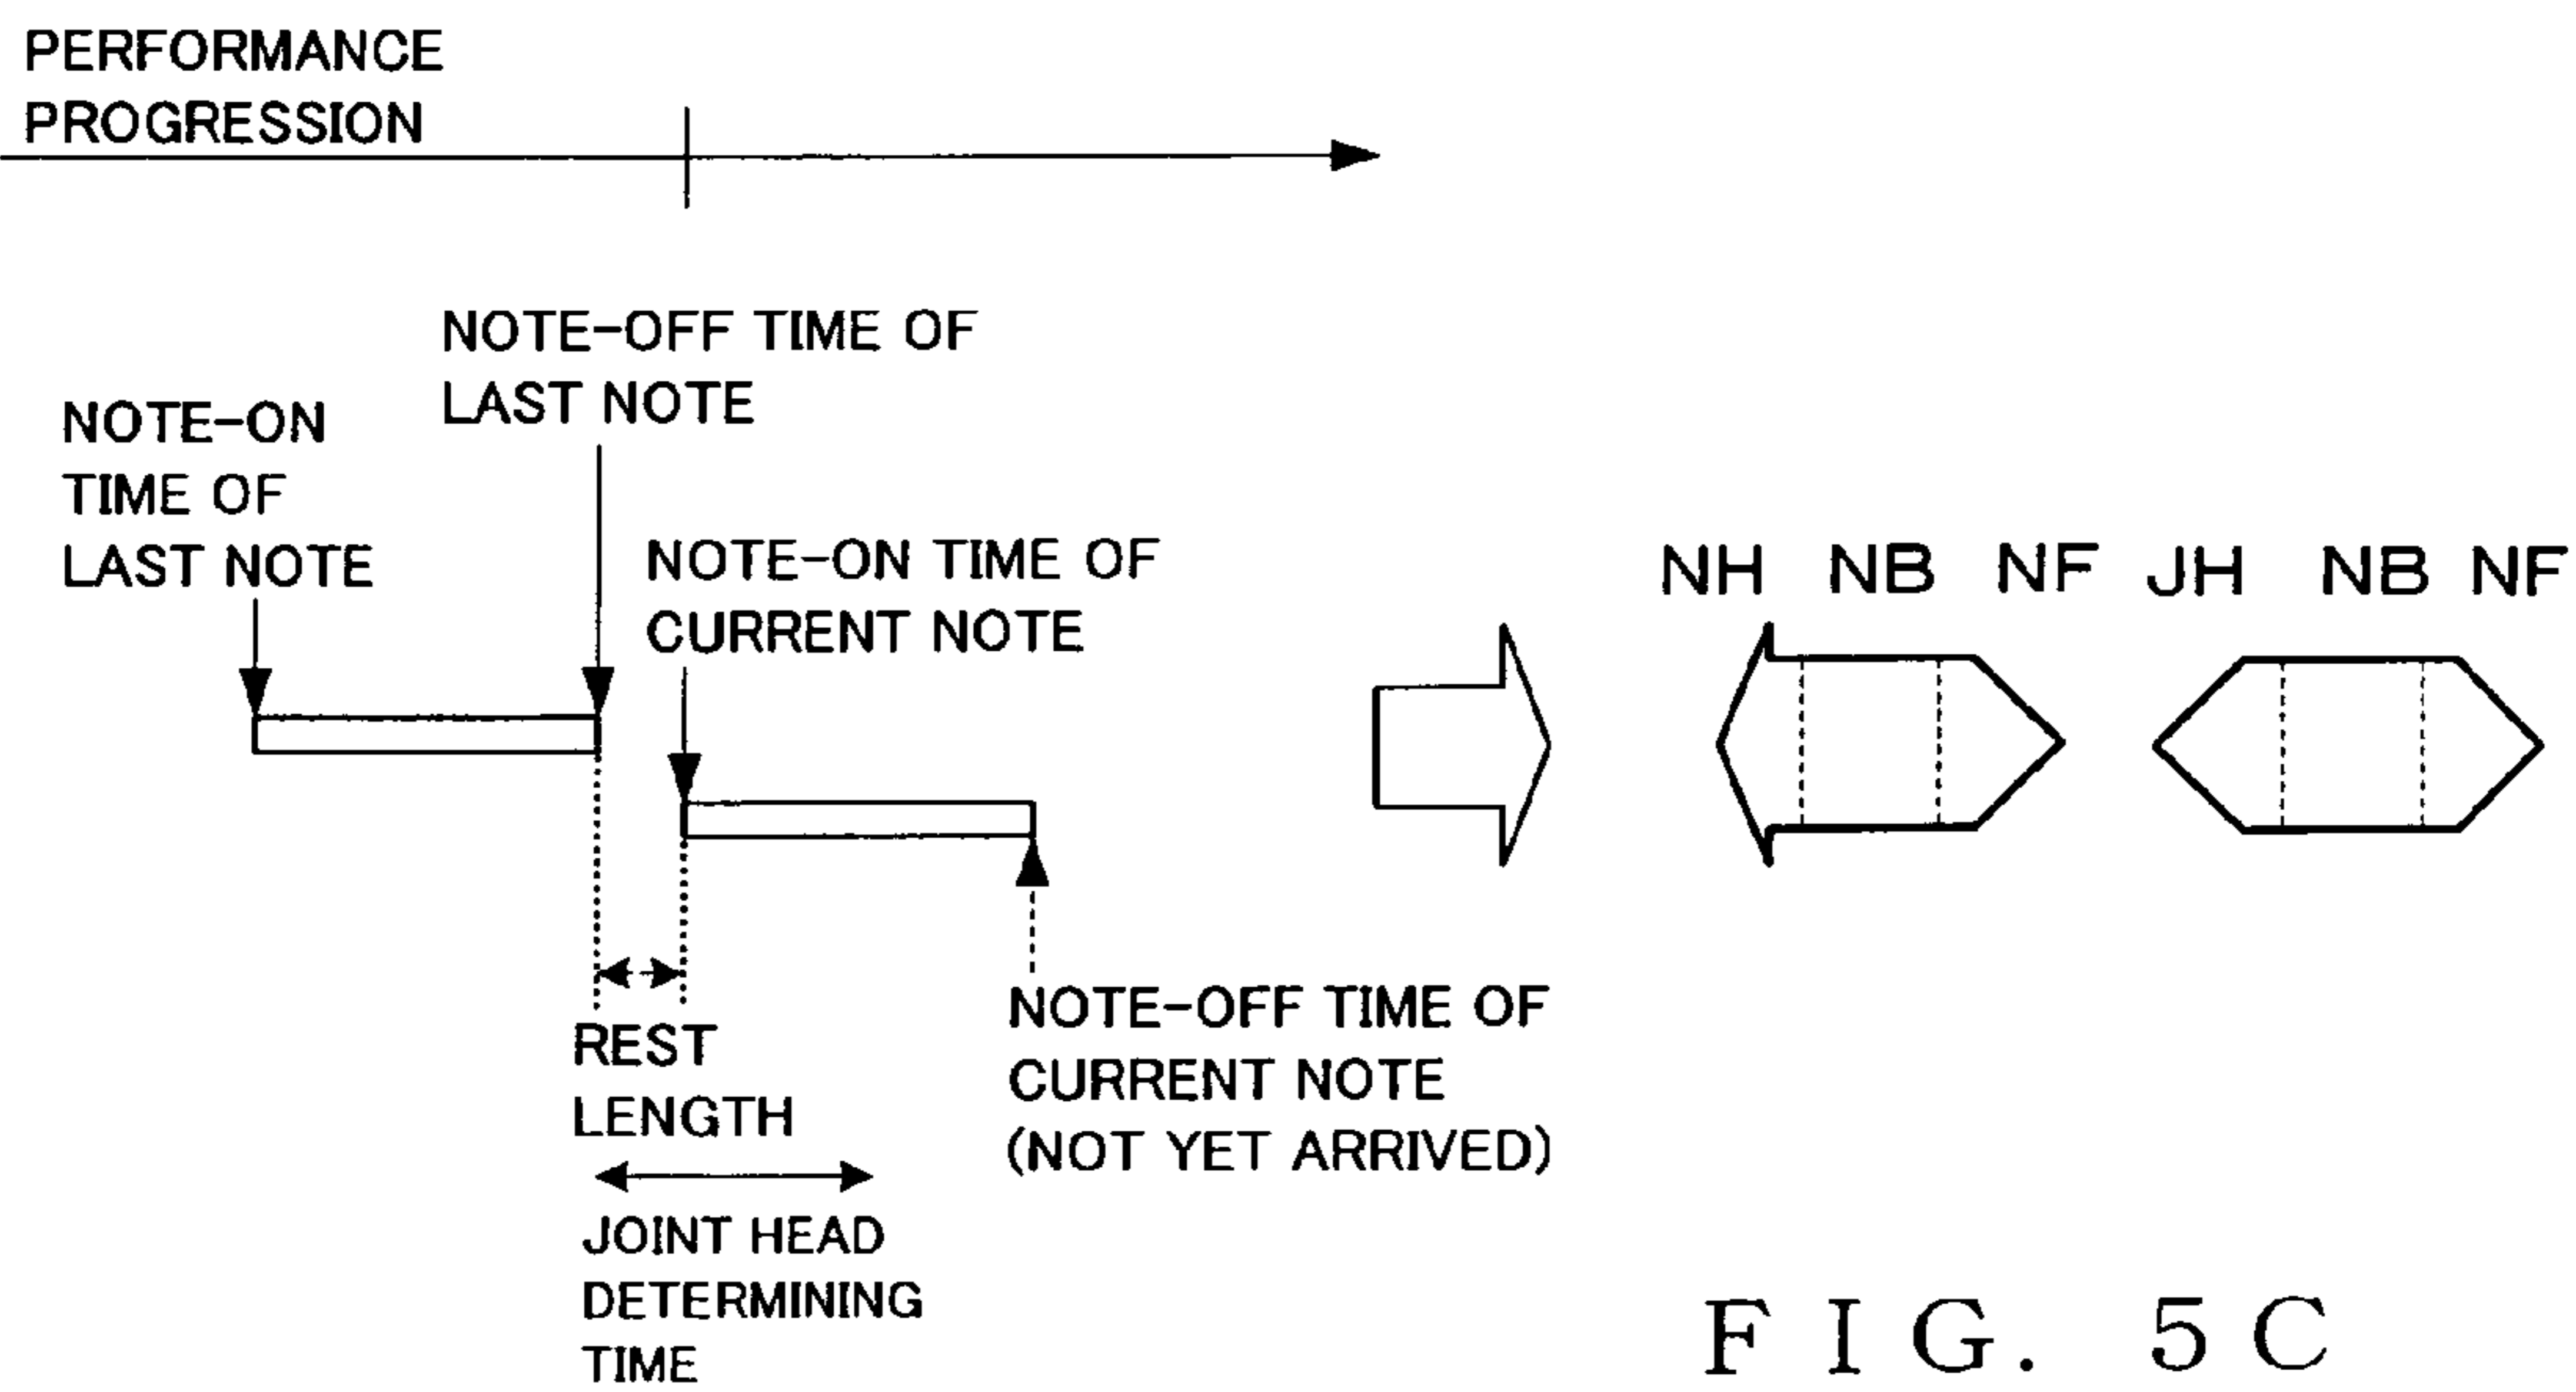 PERFORMANCE
PROGRESSION
NOTE-OFF TIME OF
LAST NOTE
NOTE-ON
TIME OF
LAST NOTE
NOTE-ON TIME OF
CURRENT NOTE
NH NB NF JH NB NF
REST
LENGTH
NOTE-OFF TIME OF
CURRENT NOTE
(NOT YET ARRIVED)
JOINT HEAD
DETERMINING
TIME
FIG. 5C